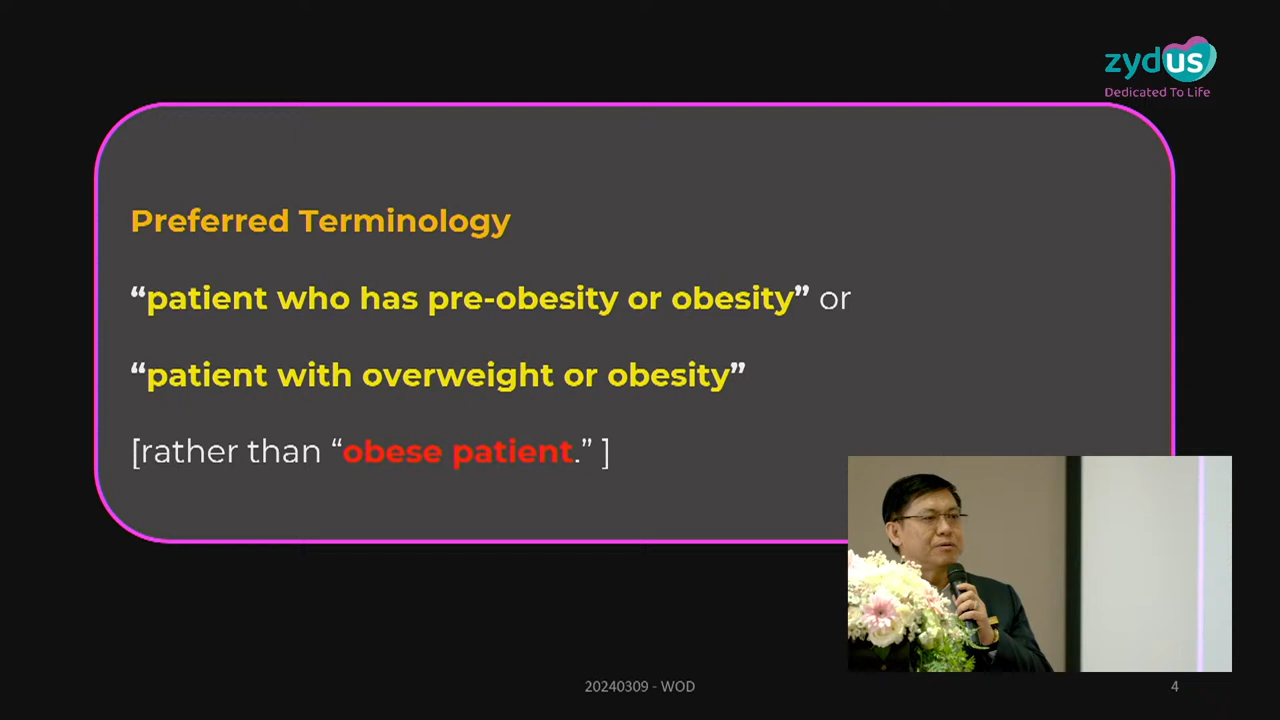 zydus
Dedicated To Life
Preferred Terminology
“patient who has pre-obesity or obesity” or
“patient with overweight or obesity”
[rather than “obese patient.” ]
20240309 - WOD
4